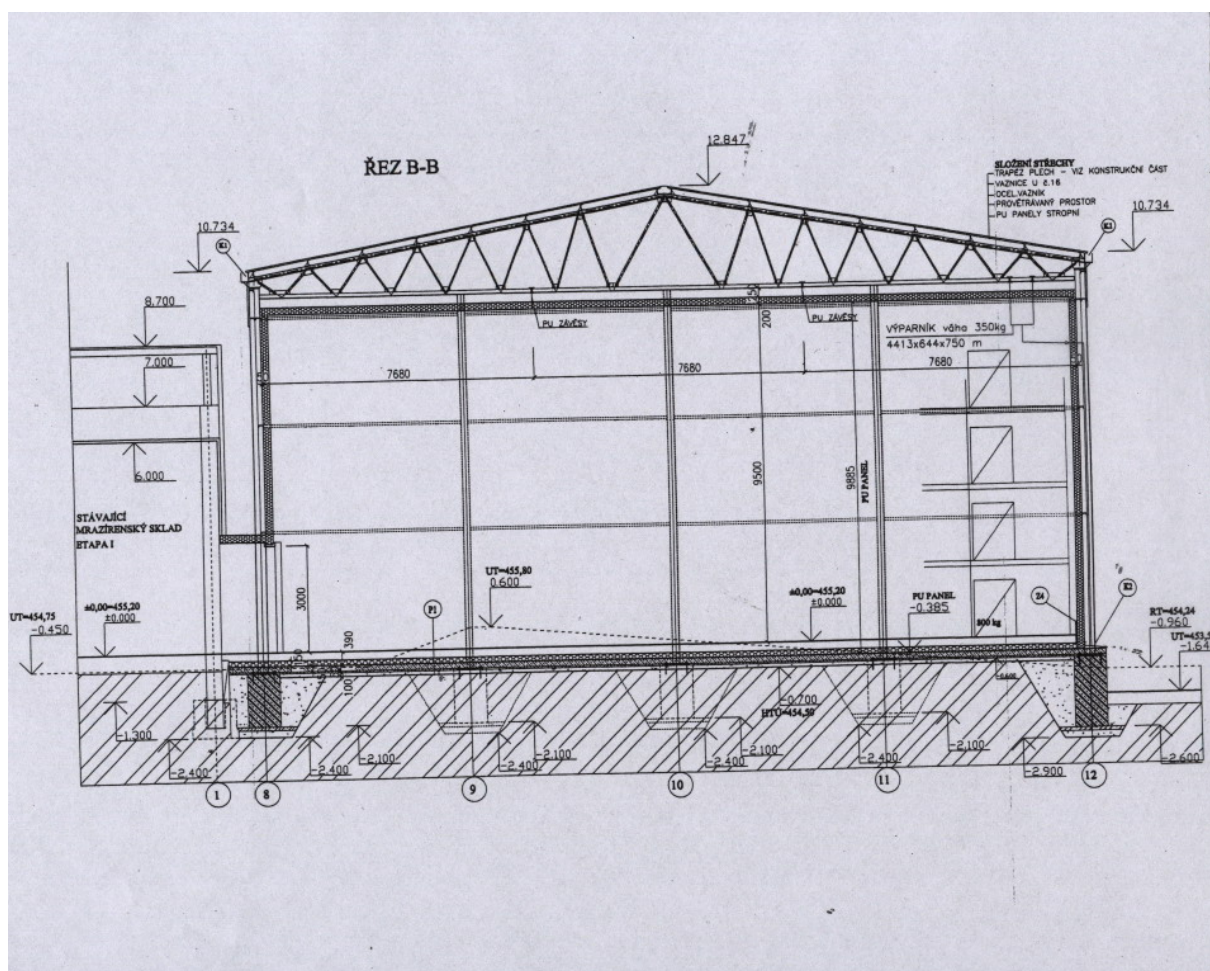 12.847
ŘEZ B-B
SLOŽENÍ STŘECHY
TRAPÉZ PLECH - VIZ KONSTRUKČNÍ ČÁST
VAZNICE U č.16
OCEL.VAZNÍK
PROVĚTRÁVANÝ PROSTOR
PU PANELY STROPNÍ
10.734
10.734
K1
K1
8.700
PU ZÁVĚSY
200
PU ZÁVĚSY
VÝPARNÍK váha 350kg
4413x644x750 m
7.000
7680
7680
7680
6.000
9500
9885
PU PANEL
STÁVAJÍCÍ
MRAZÍRENSKÝ SKLAD
ETAPA I
3000
UT=455,80
0.600
±0,00=455,20
±0.000
PU PANEL
-0.385
Z4
UT=454,75
-0.450
±0,00=455,20
±0.000
P1
800 kg
RT=454,24
-0.960
390
100
-0.700
HTÚ=454,50
-1.300
-2.400
-2.400
-2.100
-2.400
-2.100
-2.400
-2.100
-2.400
-2.100
-2.900
-2.600
1
8
9
10
11
12